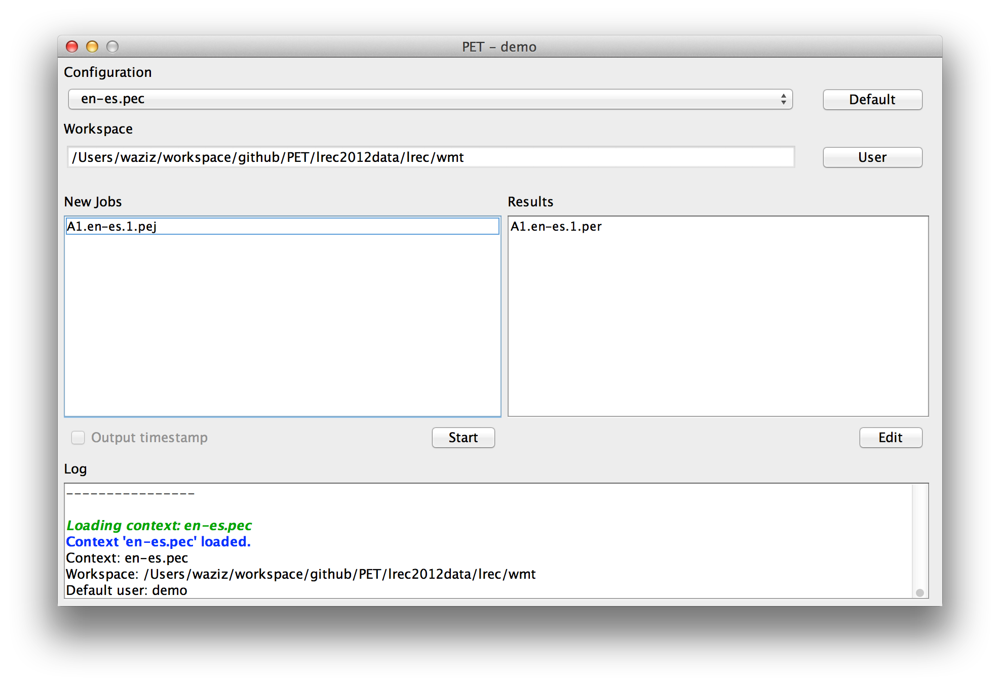 PET – demo
Configuration
en-es.pec
Default
Workspace
/Users/waziz/workspace/github/PET/lrec2012data/lrec/wmt
User
New Jobs
Results
A1.en-es.1.pej
A1.en-es.1.per
Output timestamp
Start
Edit
Log
----------------
Loading context: en-es.pec
Context 'en-es.pec' loaded.
Context: en-es.pec
Workspace: /Users/waziz/workspace/github/PET/lrec2012data/lrec/wmt
Default user: demo